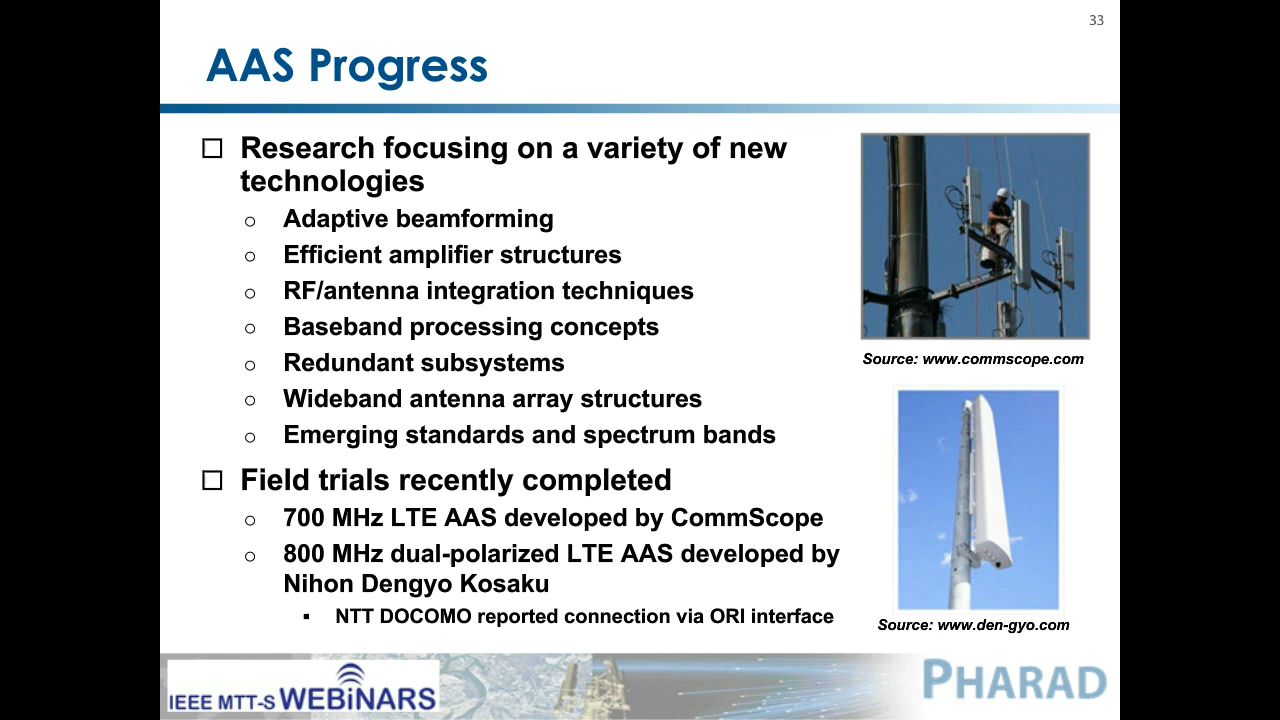 33
AAS Progress
Research focusing on a variety of new
technologies
Adaptive beamforming
Efficient amplifier structures
RF/antenna integration techniques
Baseband processing concepts
Redundant subsystems
Wideband antenna array structures
Emerging standards and spectrum bands
Field trials recently completed
700 MHz LTE AAS developed by CommScope
800 MHz dual-polarized LTE AAS developed by
Nihon Dengyo Kosaku
NTT DOCOMO reported connection via ORI interface
Source: www.commscope.com
Source: www.den-gyo.com
IEEE MTT-S WEBiNARS
PHARAD